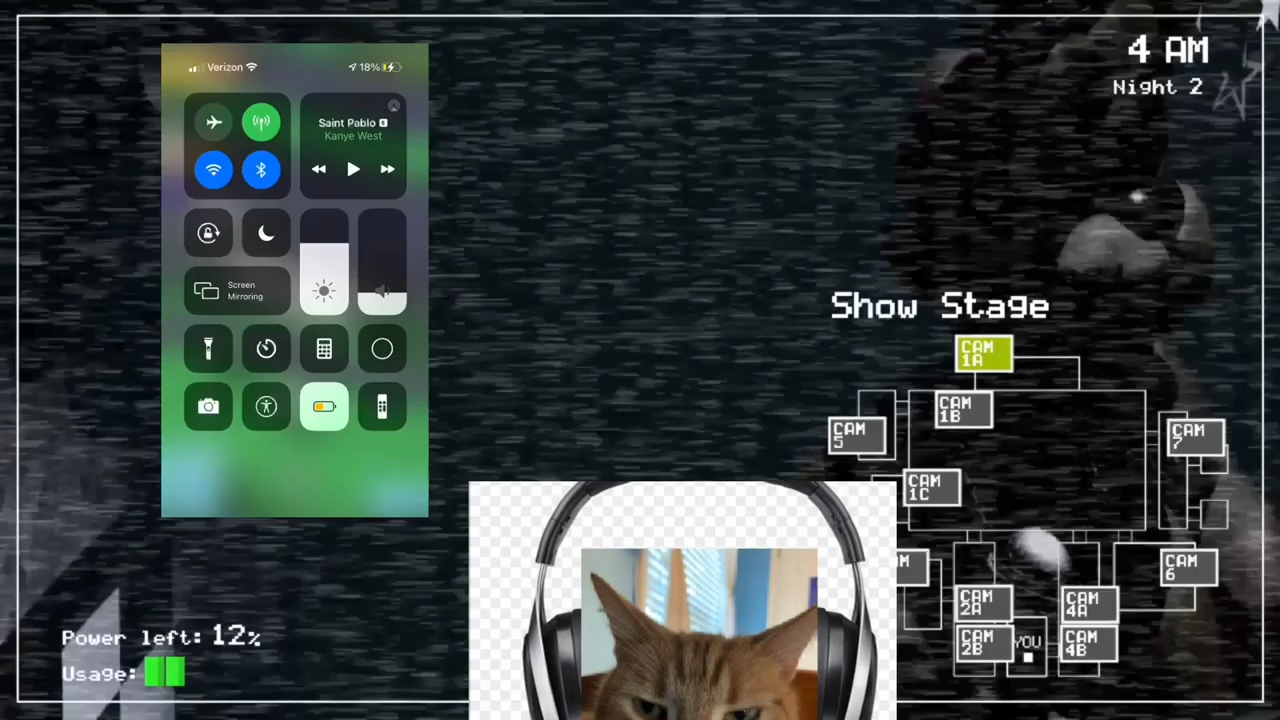 4 AM
Night 2
Verizon
18%
Saint Pablo E
Kanye West
Screen
Mirroring
Show Stage
CAM
1A
CAM
1B
CAM
5
CAM
7
CAM
1C
CAM
6
CAM
2A
CAM
4A
CAM
2B
YOU
CAM
4B
Power left: 12%
Usage: